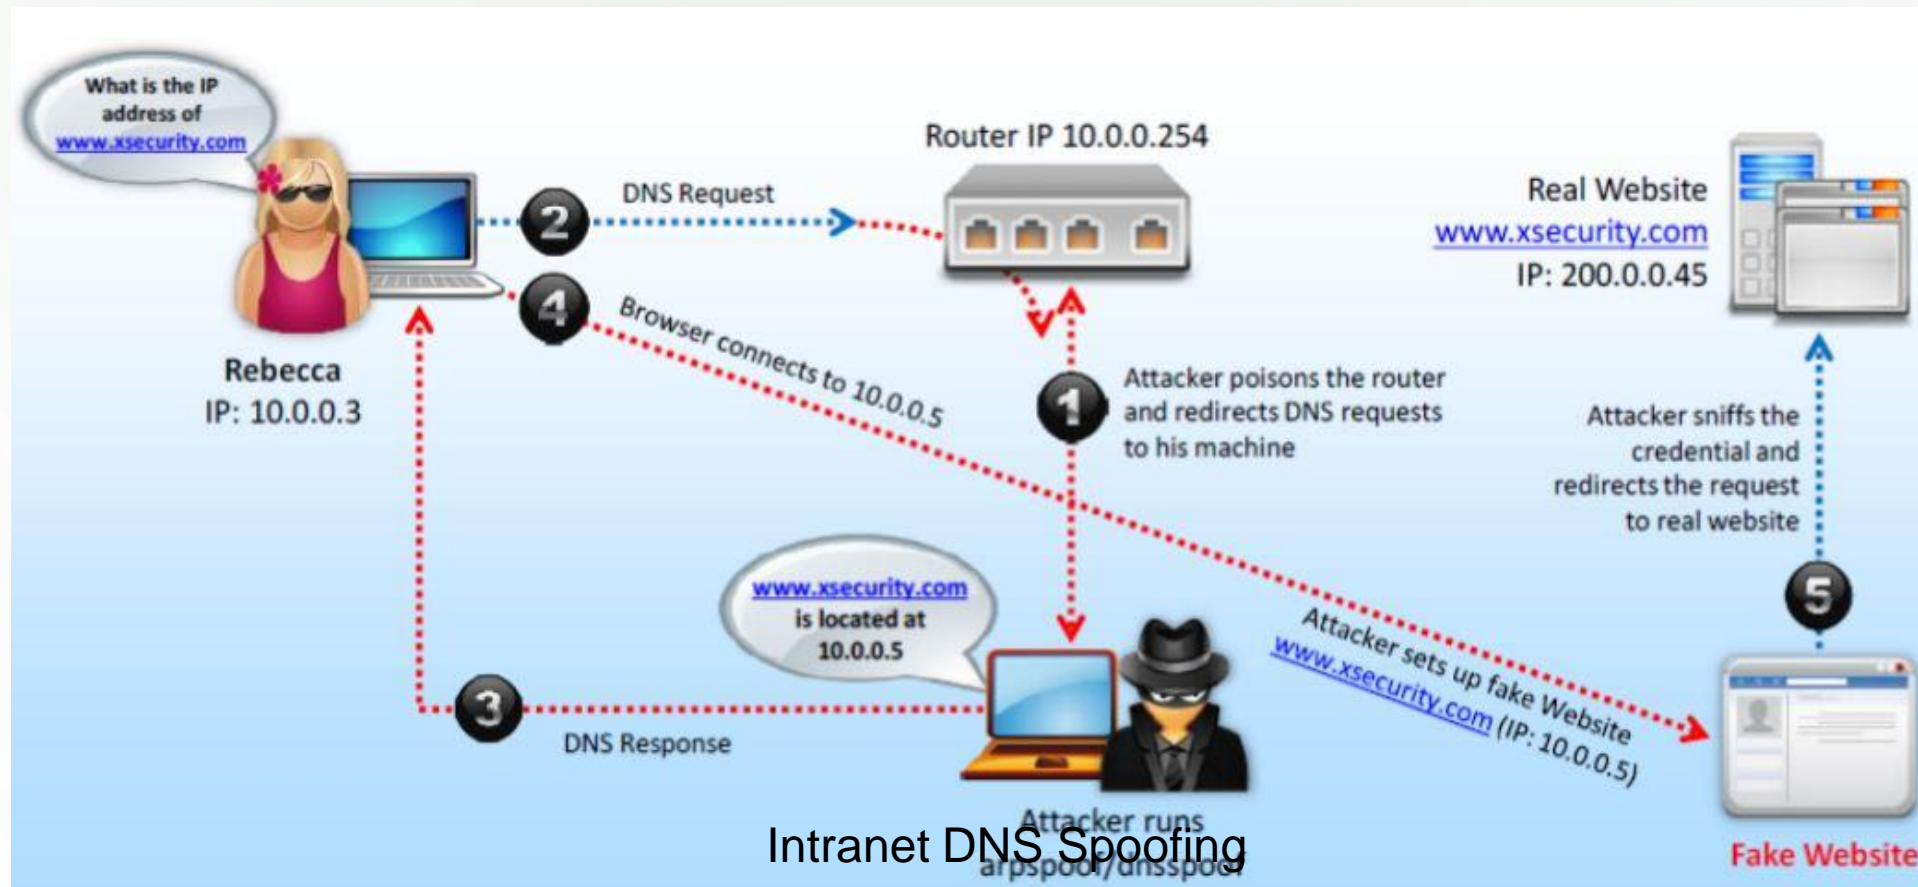 What is the IP
address of
www.xsecurity.com
Router IP 10.0.0.254
2
DNS Request
Real Website
www.xsecurity.com
IP: 200.0.0.45
4
Browser connects to 10.0.0.5
Rebecca
IP: 10.0.0.3
1
Attacker poisons the router
and redirects DNS requests
to his machine
Attacker sniffs the
credential and
redirects the request
to real website
5
www.xsecurity.com
is located at
10.0.0.5
3
DNS Response
Attacker sets up fake Website
www.xsecurity.com (IP: 10.0.0.5)
Attacker runs
arpspoof/dnsspoof
Intranet DNS Spoofing
Fake Website